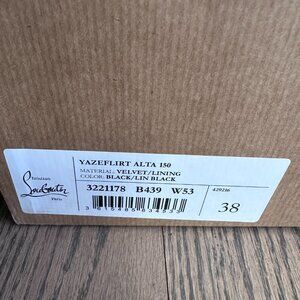 YAZEFLIRT ALTA 150
MATERIAL: VELVET/LINING
COLOR: BLACK/LIN BLACK
Christian
Louboutin
Paris
3221178 B439 W53
429216
38